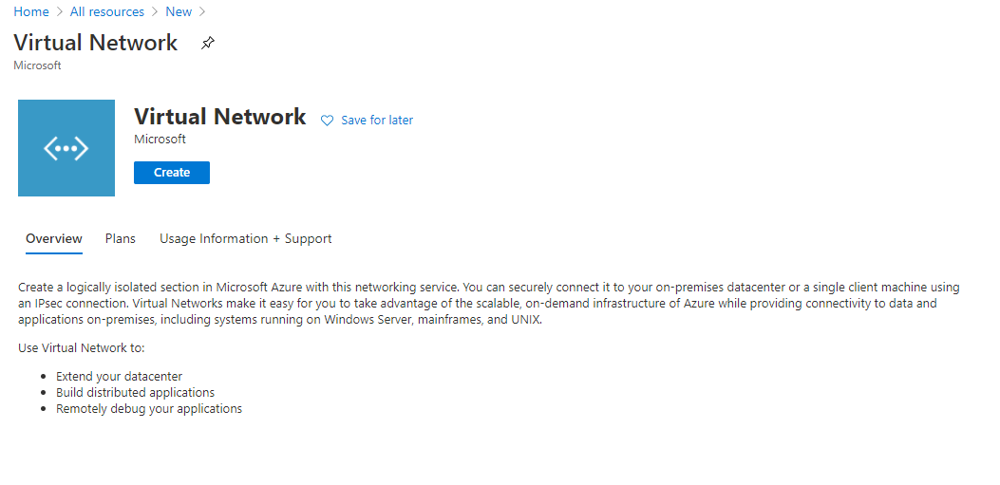 Home > All resources > New >
Virtual Network
Microsoft
Virtual Network Save for later
Microsoft
Create
Overview Plans Usage Information + Support
Create a logically isolated section in Microsoft Azure with this networking service. You can securely connect it to your on-premises datacenter or a single client machine using
an IPsec connection. Virtual Networks make it easy for you to take advantage of the scalable, on-demand infrastructure of Azure while providing connectivity to data and
applications on-premises, including systems running on Windows Server, mainframes, and UNIX.
Use Virtual Network to:
• Extend your datacenter
• Build distributed applications
• Remotely debug your applications